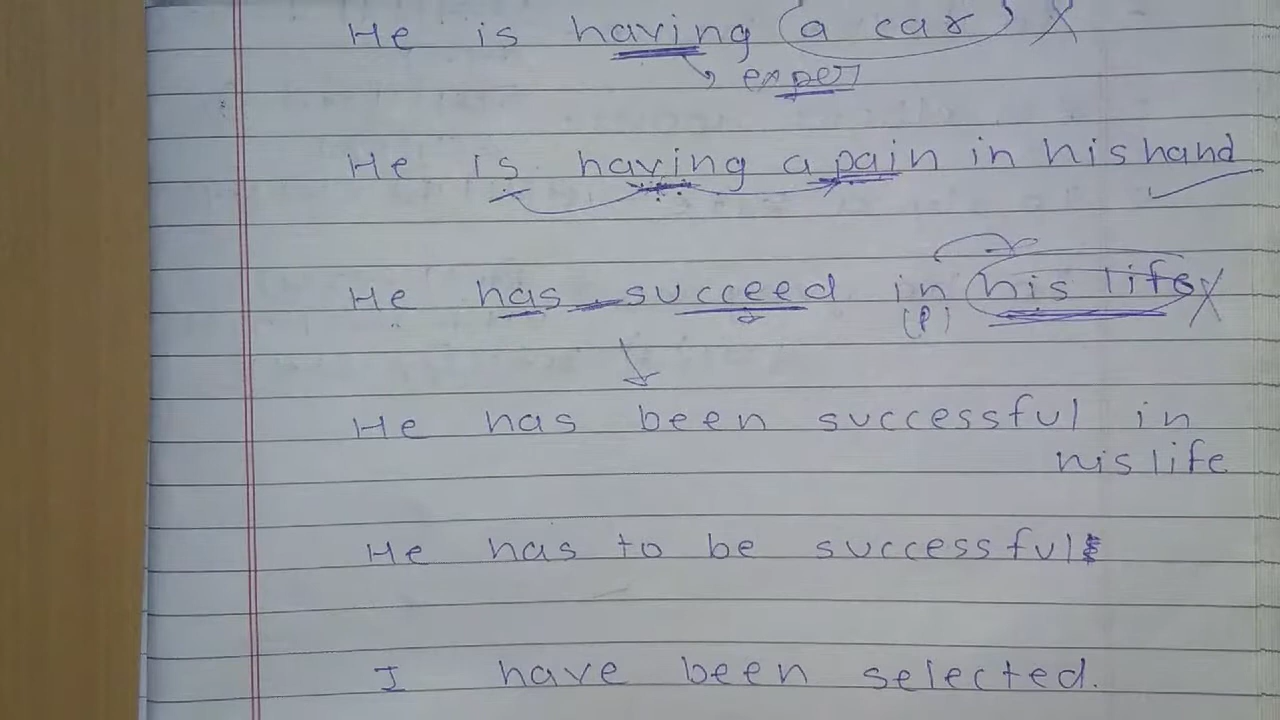 He is having (a car) X
exper
He is having a pain in his hand ✓
He has succeed in his life X
(P)
He has been successful in
his life
He has to be successful
I have been selected.